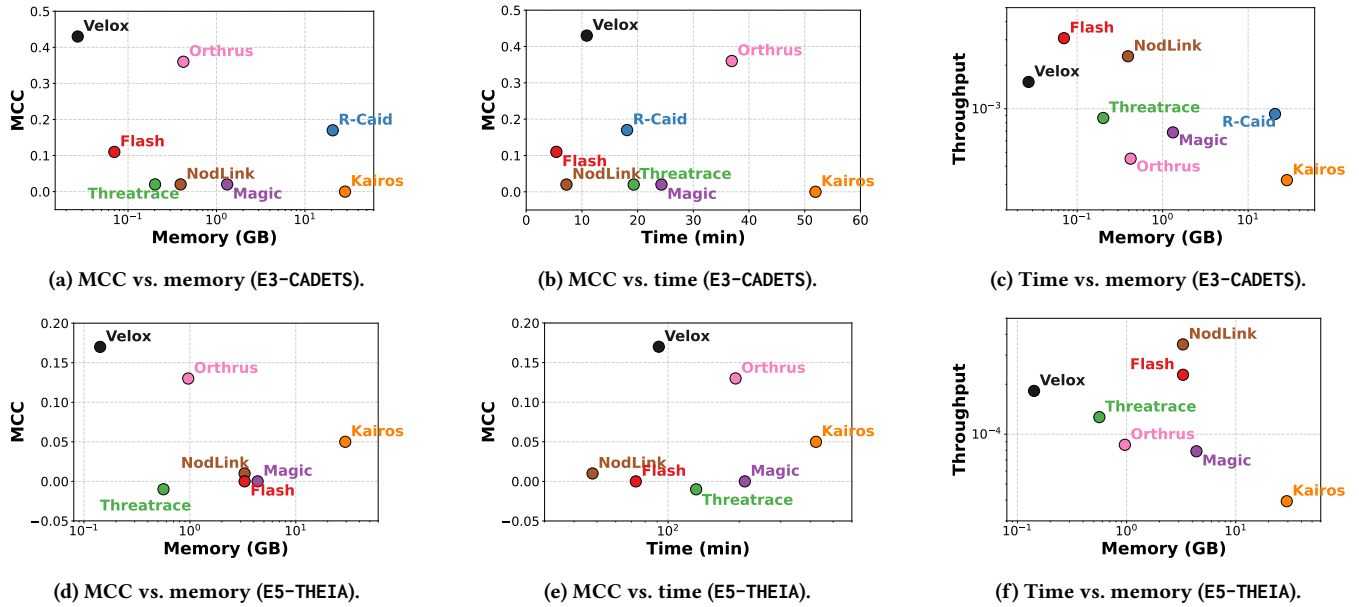 0.5
0.4
0.3
0.2
0.1
0.0
MCC
Velox
Orthrus
R-Caid
Flash
NodLink
Threatrace
Magic
Kairos
10⁻¹ 10⁰ 10¹
Memory (GB)
(a) MCC vs. memory (E3-CADETS).
0.5
0.4
0.3
0.2
0.1
0.0
MCC
Velox
Orthrus
R-Caid
Flash
NodLink
Threatrace
Magic
Kairos
0 10 20 30 40 50 60
Time (min)
(b) MCC vs. time (E3-CADETS).
10⁻³
Throughput
Flash
NodLink
Velox
Threatrace
R-Caid
Magic
Orthrus
Kairos
10⁻¹ 10⁰ 10¹
Memory (GB)
(c) Time vs. memory (E3-CADETS).
0.20
0.15
0.10
0.05
0.00
−0.05
MCC
Velox
Orthrus
Kairos
NodLink
Magic
Flash
Threatrace
10⁻¹ 10⁰ 10¹
Memory (GB)
(d) MCC vs. memory (E5-THEIA).
0.20
0.15
0.10
0.05
0.00
−0.05
MCC
Velox
Orthrus
Kairos
NodLink
Flash
Magic
Threatrace
10²
Time (min)
(e) MCC vs. time (E5-THEIA).
10⁻⁴
Throughput
NodLink
Flash
Velox
Threatrace
Orthrus
Magic
Kairos
10⁻¹ 10⁰ 10¹
Memory (GB)
(f) Time vs. memory (E5-THEIA).